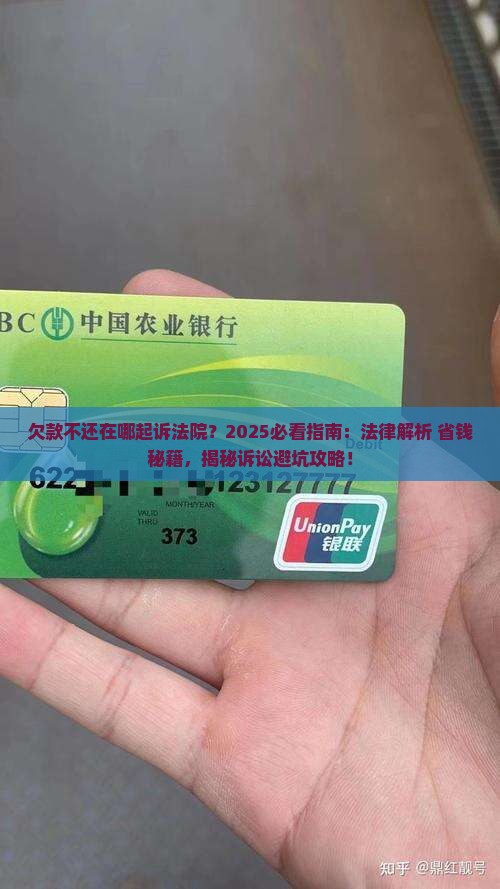 BC 中国农业银行
Debit
欠款不还在哪起诉法院？2025必看指南：法律解析 省钱
秘籍，揭秘诉讼避坑攻略！
622 123127777
MONTH/YEAR
VALID
THRU
373
UnionPay
银联
知乎 @鼎红靓号